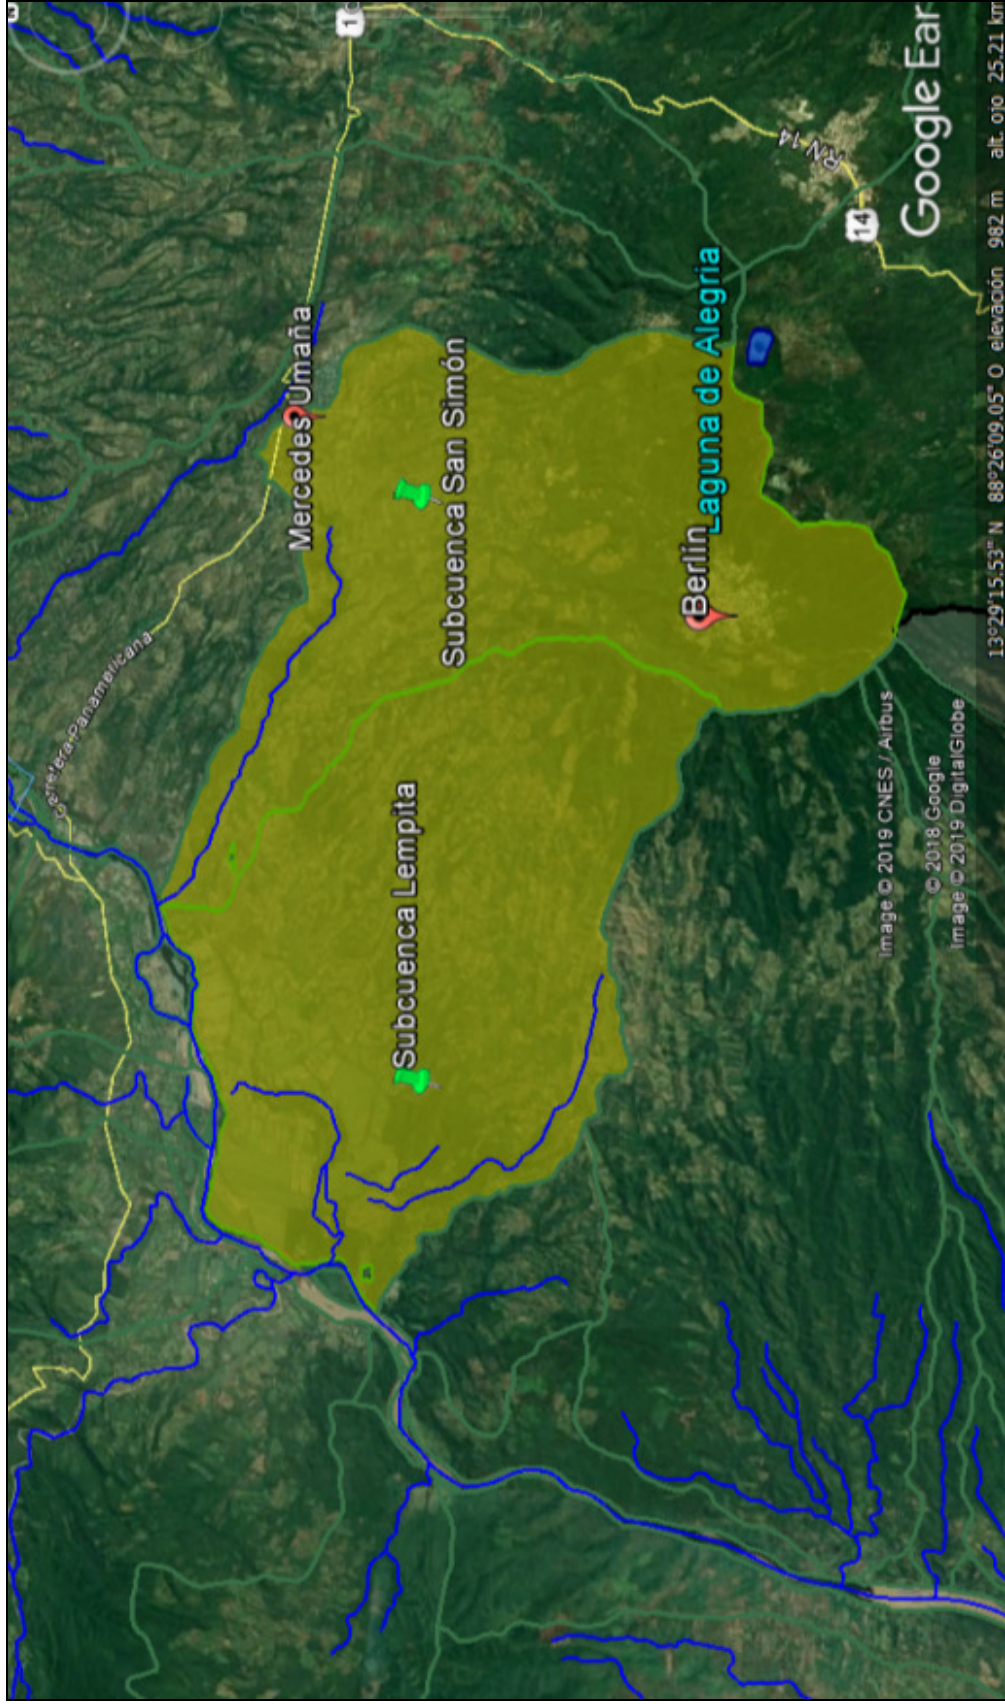 Carretera Panamericana
Mercedes Umaña
Subcuenca San Simón
Subcuenca Lempita
Berlín
Laguna de Alegria
RN 14
14
Image © 2019 CNES / Airbus
© 2018 Google
Image © 2019 DigitalGlobe
Google Ear
13°29'15.53" N 88°26'09.05" O elevación 982 m alt. ojo 25.21 km